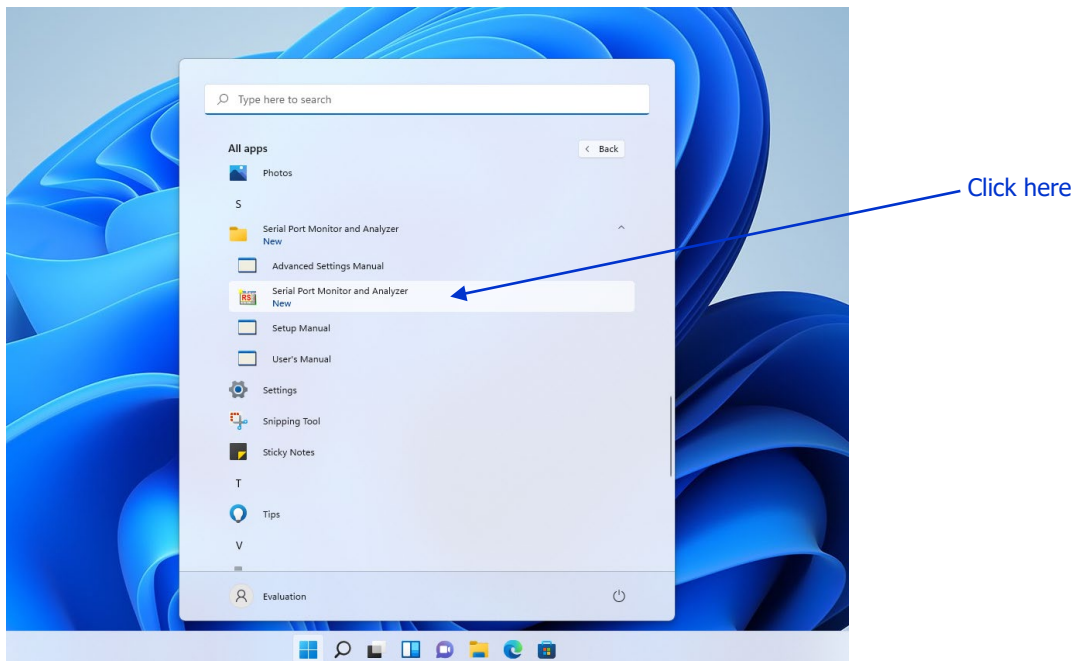 Type here to search
All apps
Back
Photos
S
Serial Port Monitor and Analyzer
New
Click here
Advanced Settings Manual
Serial Port Monitor and Analyzer
New
Setup Manual
User's Manual
Settings
Snipping Tool
Sticky Notes
T
Tips
V
Evaluation